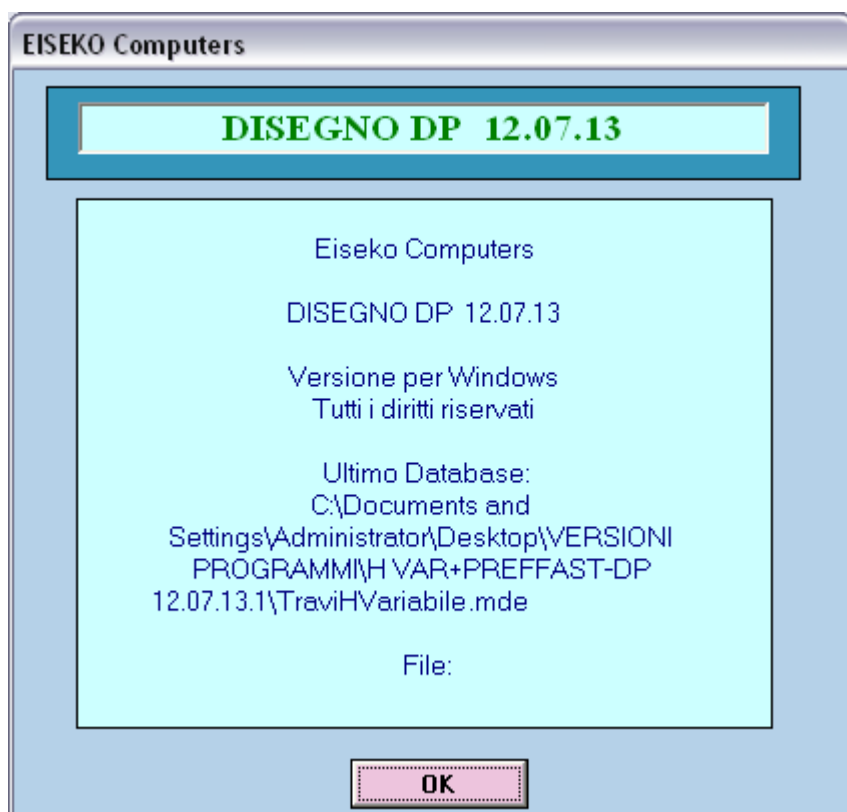 EISEKO Computers
DISEGNO DP 12.07.13
Eiseko Computers
DISEGNO DP 12.07.13
Versione per Windows
Tutti i diritti riservati
Ultimo Database:
C:\Documents and
Settings\Administrator\Desktop\VERSIONI
PROGRAMMI\H VAR+PREFFAST-DP
12.07.13.1\TraviHVariabile.mde
File:
OK